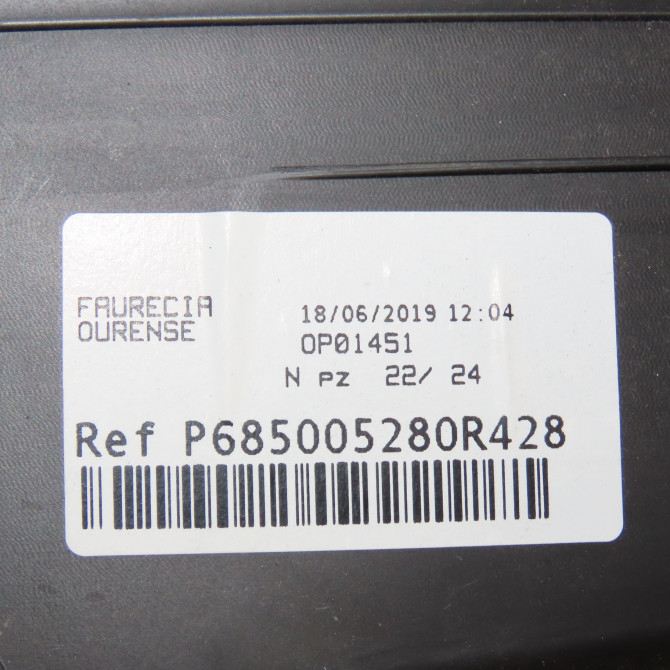 FAURECIA
OURENSE
18/06/2019 12:04
OP01451
N pz 22/ 24
Ref P685005280R428